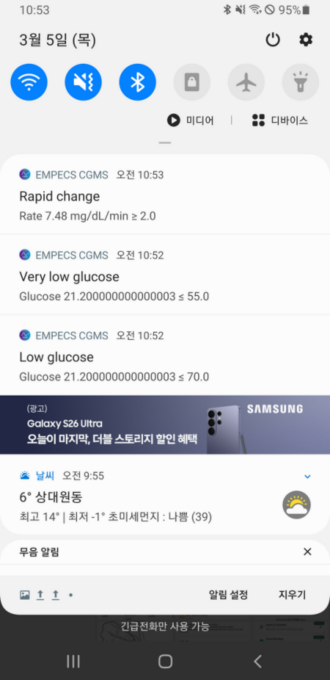 10:53
95%
3월 5일 (목)
미디어 | 디바이스
EMPECS CGMS 오전 10:53
Rapid change
Rate 7.48 mg/dL/min ≥ 2.0
EMPECS CGMS 오전 10:52
Very low glucose
Glucose 21.200000000000003 ≤ 55.0
EMPECS CGMS 오전 10:52
Low glucose
Glucose 21.200000000000003 ≤ 70.0
(광고)
SAMSUNG
Galaxy S26 Ultra
오늘이 마지막, 더블 스토리지 할인 혜택
날씨 오전 9:55
6° 상대원동
최고 14° | 최저 -1° 초미세먼지 : 나쁨 (39)
무음 알림
알림 설정 지우기
긴급전화만 사용 가능